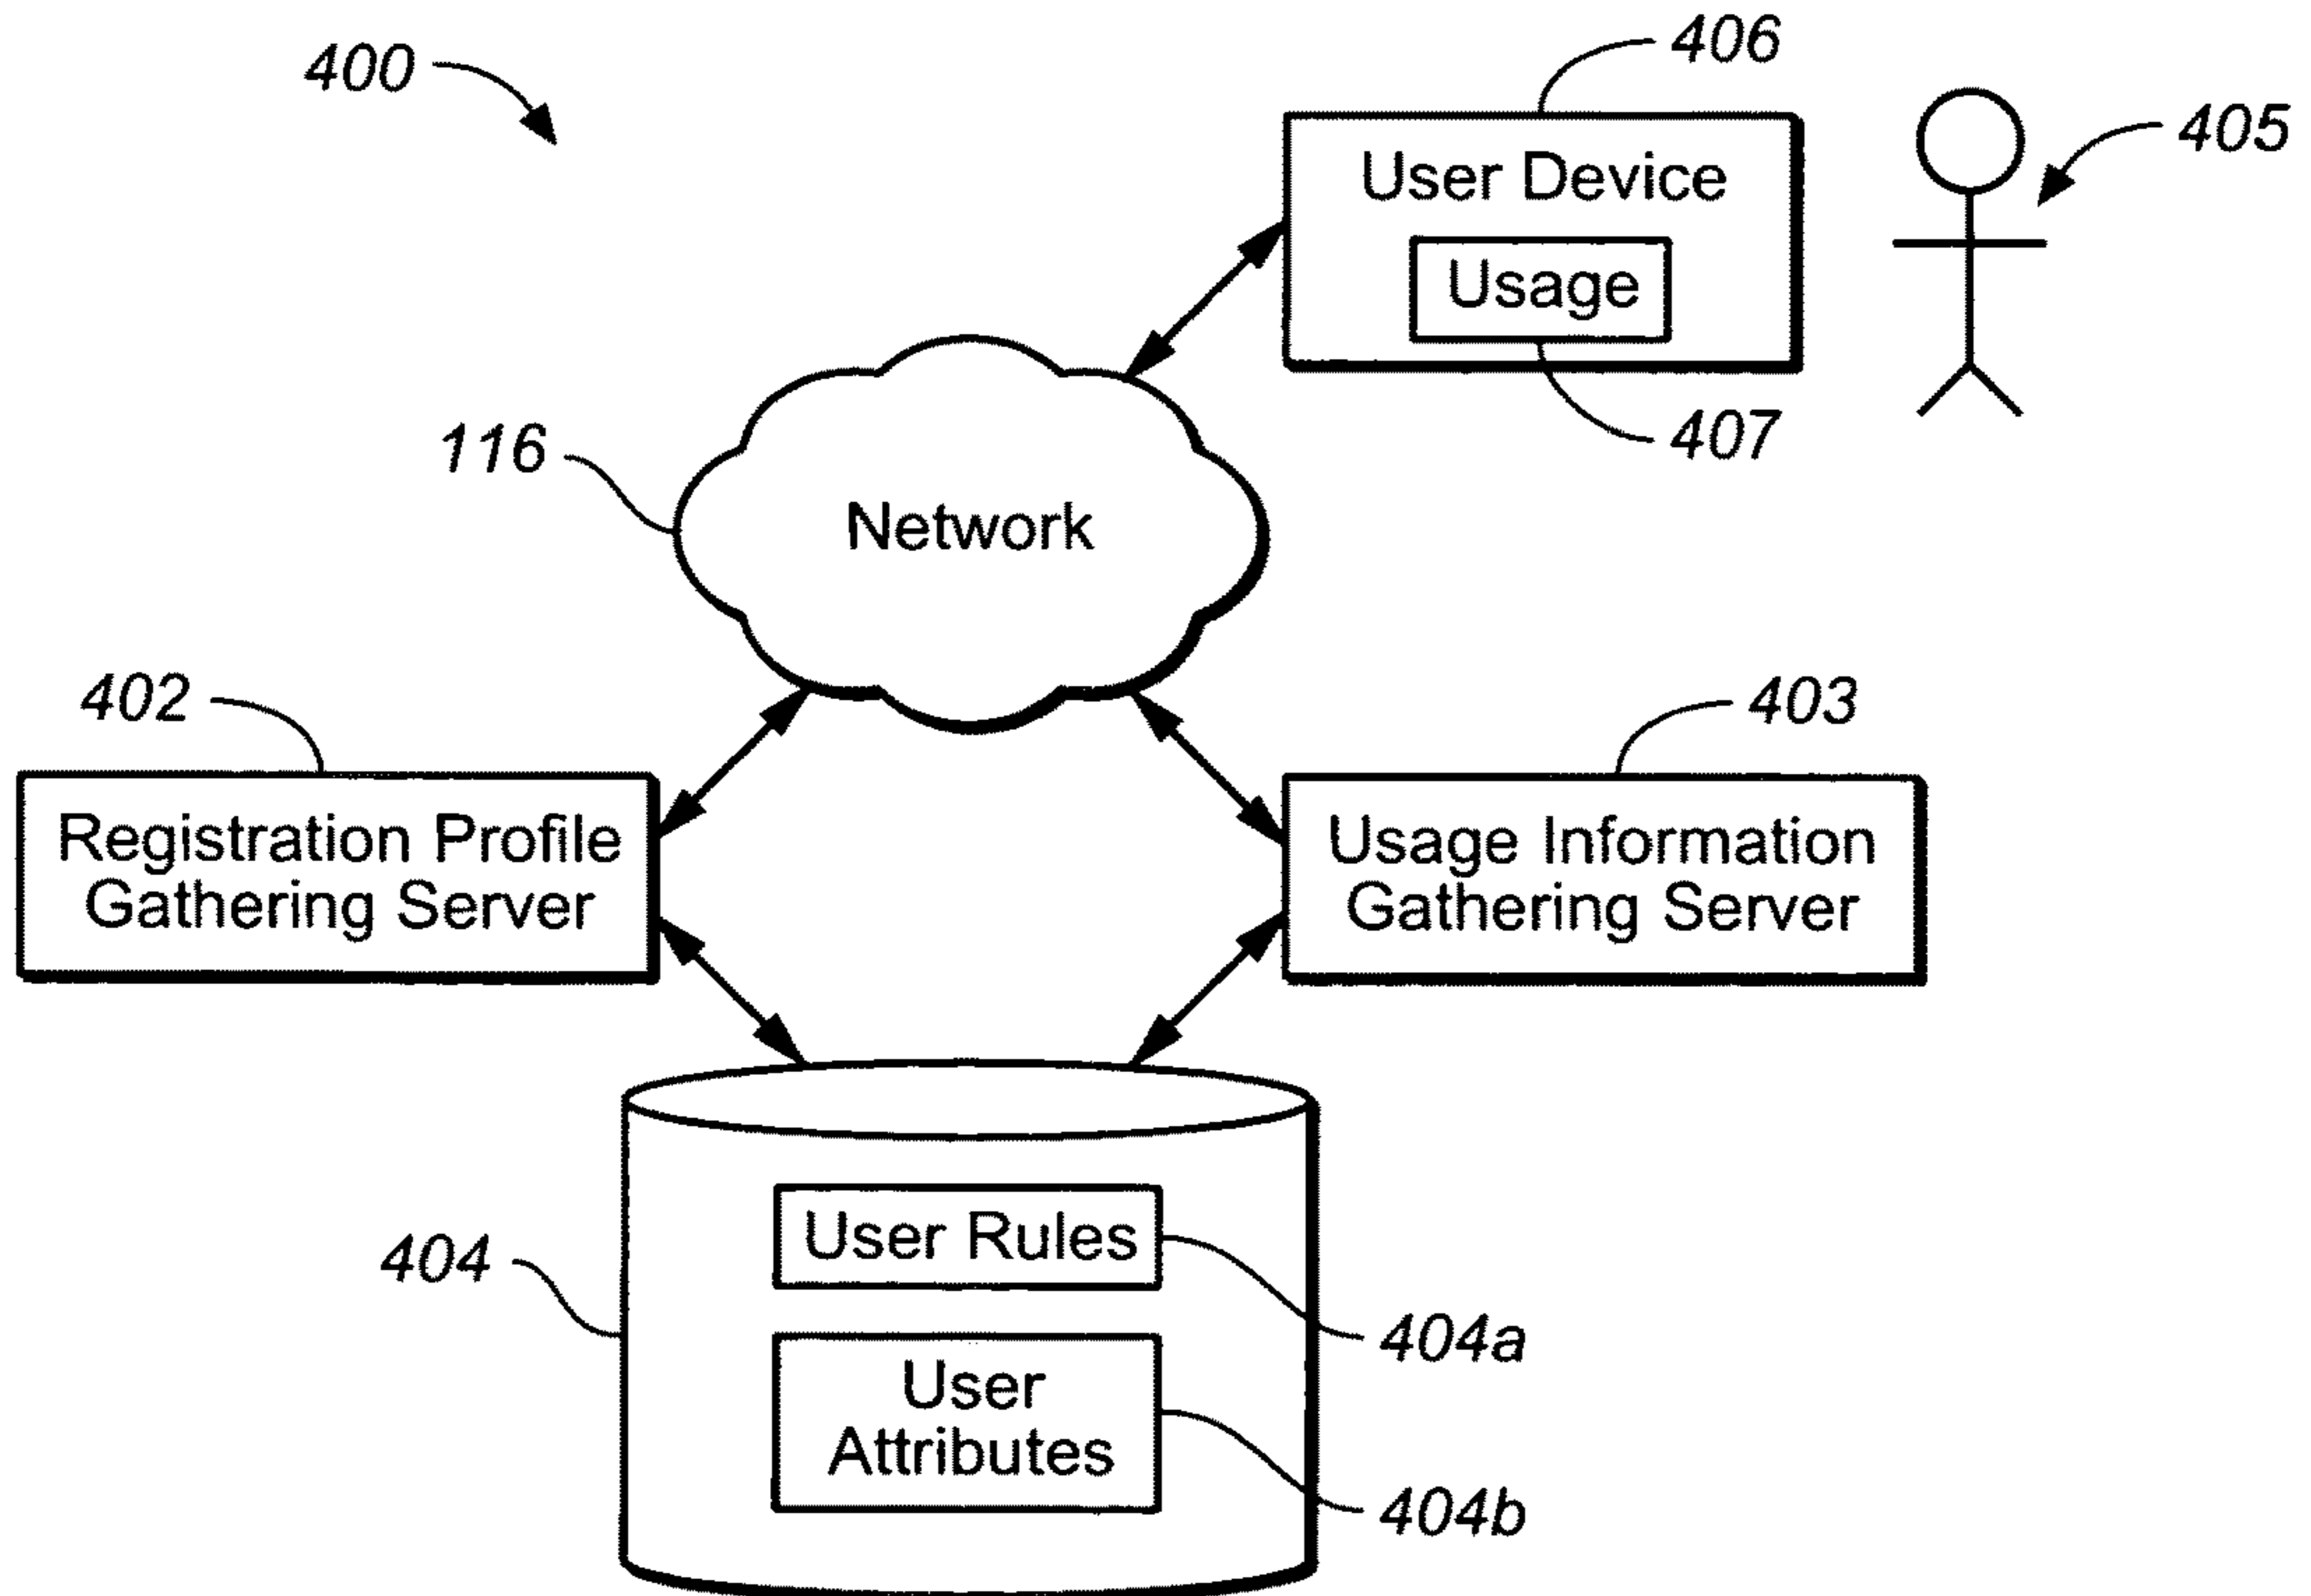 400
406
405
User Device
Usage
407
116
Network
402
403
Registration Profile
Gathering Server
Usage Information
Gathering Server
404
User Rules
404a
User
Attributes
404b